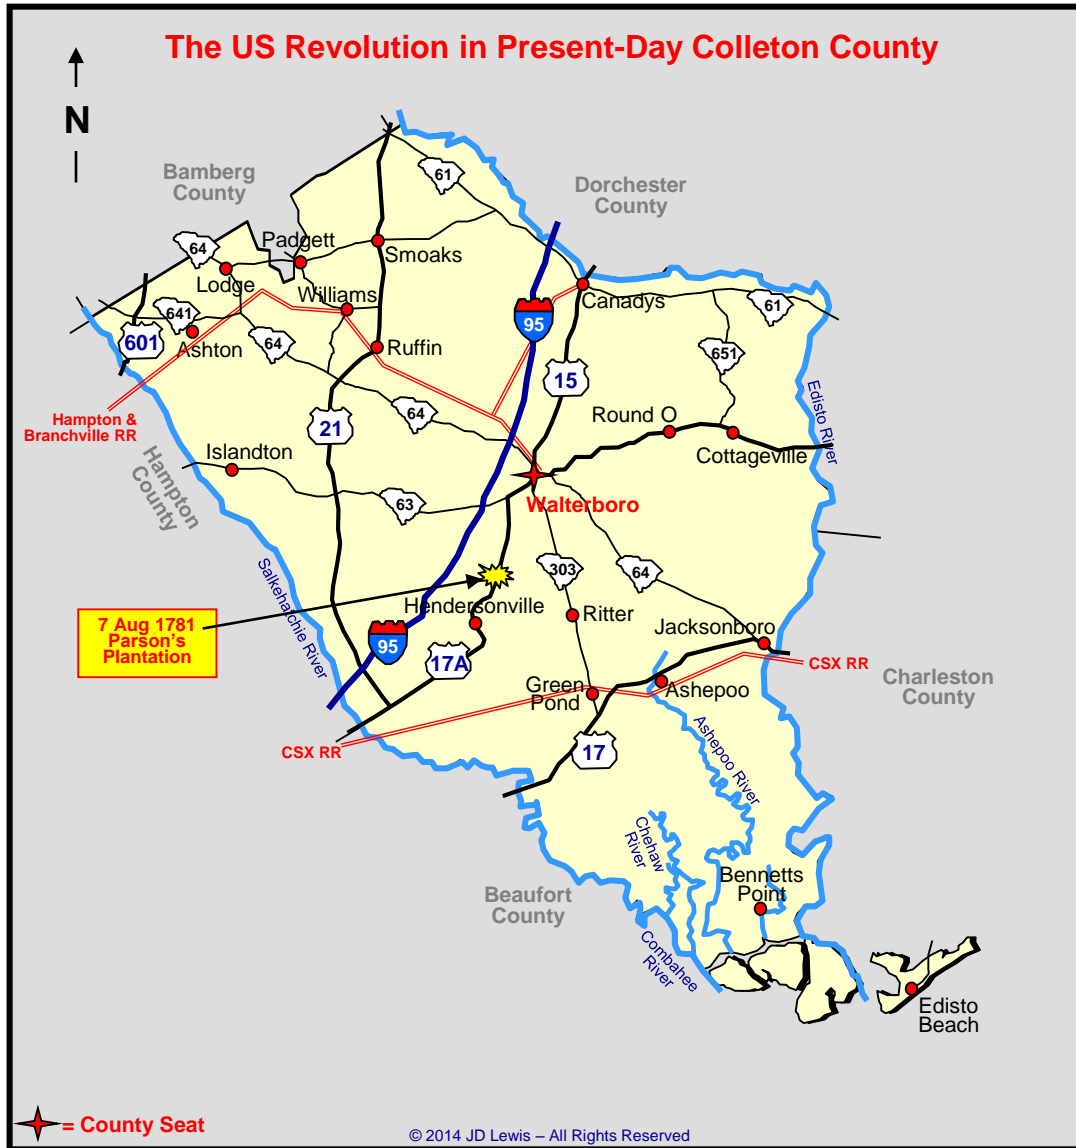 The US Revolution in Present-Day Colleton County
N
Bamberg
County
Dorchester
County
61
64
Padgett
Smoaks
Lodge
Williams
Canadys
61
641
95
601
Ashton
64
Ruffin
651
15
Edisto River
Hampton &
Branchville RR
21
64
Round O
Cottageville
Hampton
County
Islandton
63
Walterboro
Salkehatchie River
303
64
7 Aug 1781
Parson's
Plantation
Hendersonville
Ritter
95
17A
Jacksonboro
CSX RR
Green
Pond
Ashepoo
Charleston
County
CSX RR
17
Ashepoo River
Chehaw
River
Bennetts
Point
Beaufort
County
Combahee
River
Edisto
Beach
= County Seat
© 2014 JD Lewis – All Rights Reserved